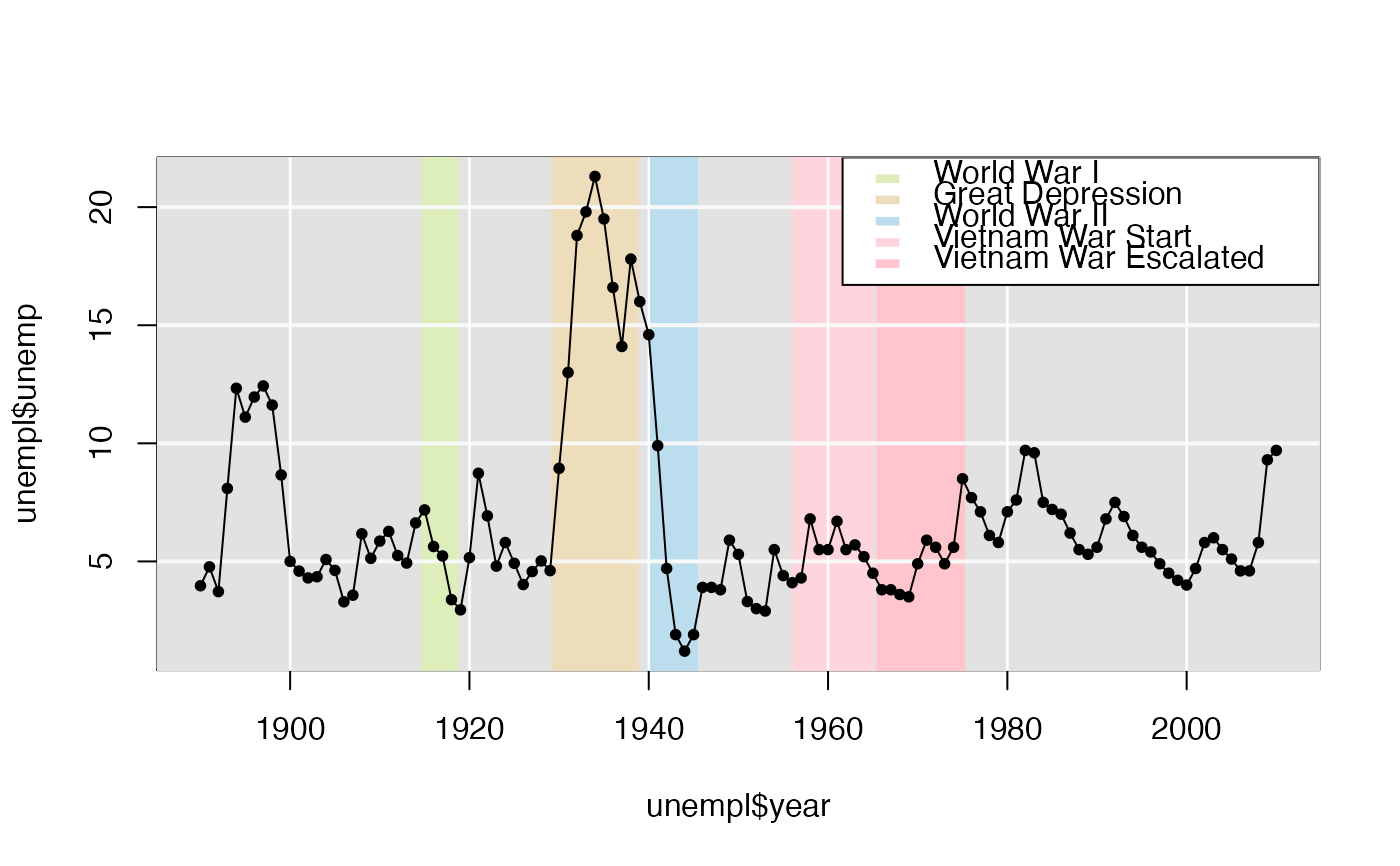 World War I
Great Depression
World War II
Vietnam War Start
Vietnam War Escalated
20
15
10
5
unempl$unemp
1900
1920
1940
1960
1980
2000
unempl$year